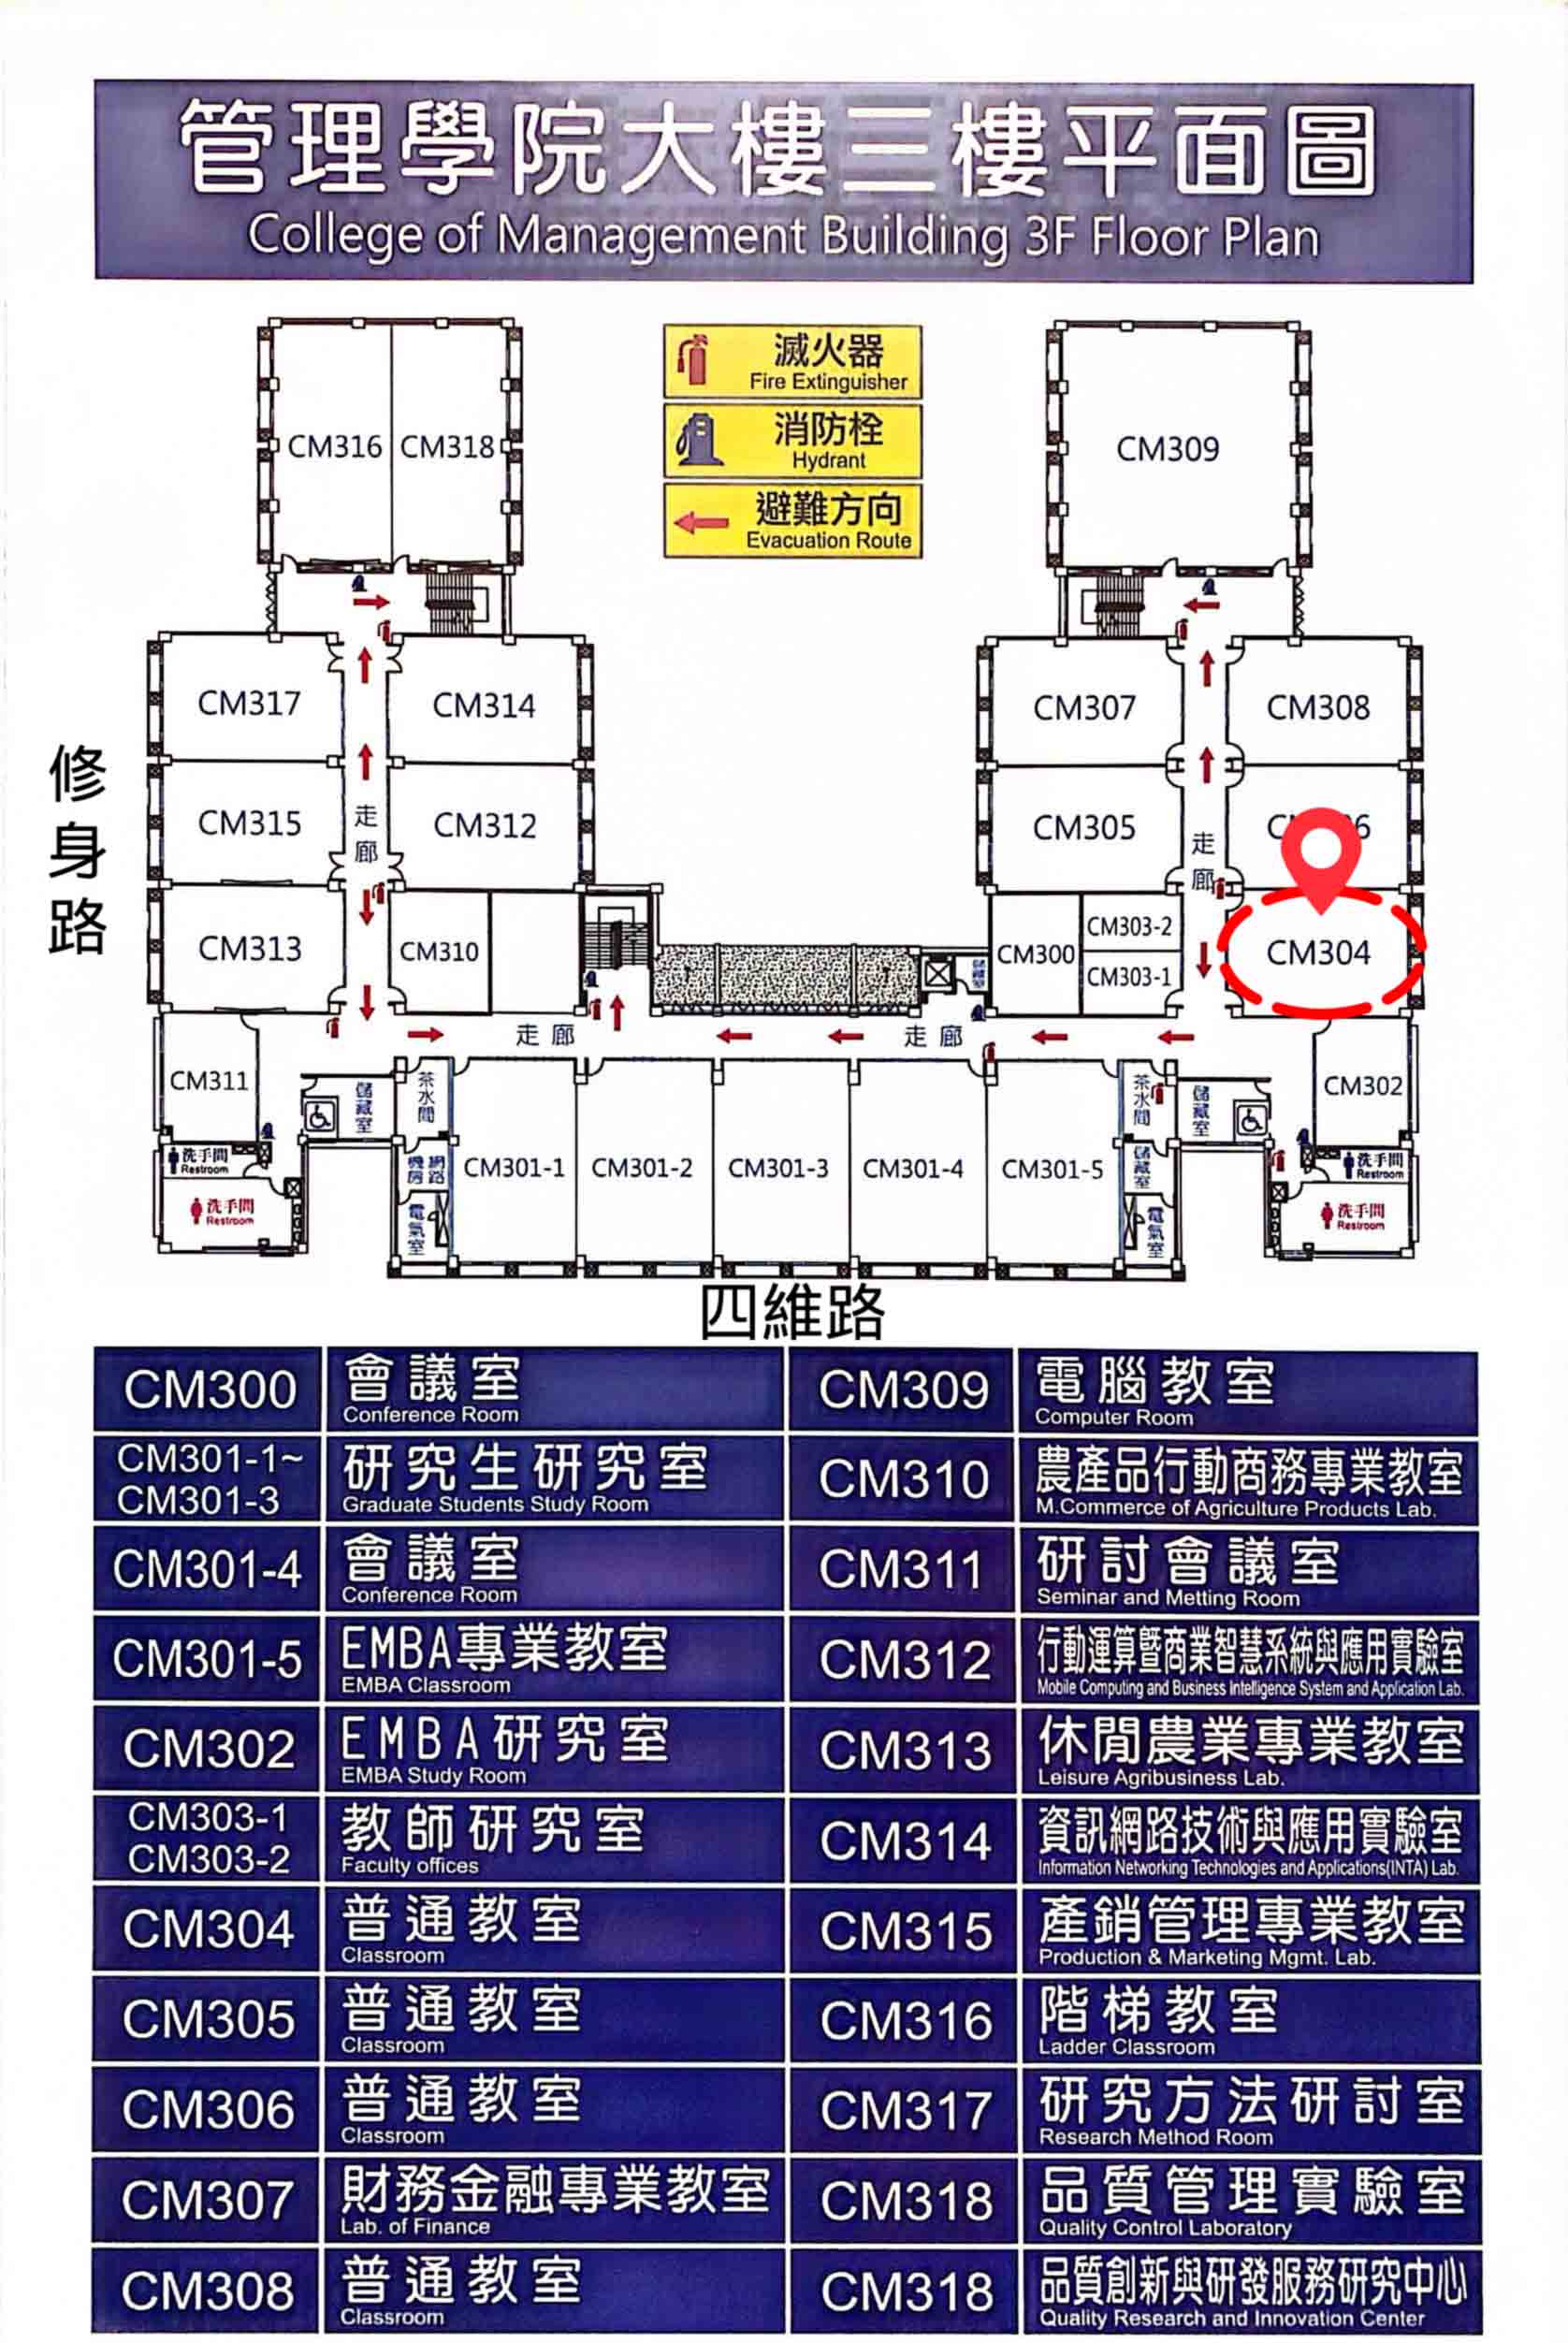 管理學院大樓三樓平面圖
College of Management Building 3F Floor Plan
滅火器
Fire Extinguisher
消防栓
Hydrant
避難方向
Evacuation Route
CM316
CM318
CM309
CM317
CM314
CM307
CM308
修身路
CM315
走廊
CM312
CM305
走廊
CM313
CM310
CM300
CM303-2
CM303-1
CM304
走廊
走廊
CM311
茶水間
儲藏室
茶水間
儲藏室
CM302
洗手間
Restroom
洗手間
Restroom
網路機房
電氣室
CM301-1
CM301-2
CM301-3
CM301-4
CM301-5
儲藏室
電氣室
洗手間
Restroom
洗手間
Restroom
四維路
CM300
會議室
Conference Room
CM301-1~
CM301-3
研究生研究室
Graduate Students Study Room
CM301-4
會議室
Conference Room
CM301-5
EMBA專業教室
EMBA Classroom
CM302
EMBA研究室
EMBA Study Room
CM303-1
CM303-2
教師研究室
Faculty offices
CM304
普通教室
Classroom
CM305
普通教室
Classroom
CM306
普通教室
Classroom
CM307
財務金融專業教室
Lab. of Finance
CM308
普通教室
Classroom
CM309
電腦教室
Computer Room
CM310
農產品行動商務專業教室
M.Commerce of Agriculture Products Lab.
CM311
研討會議室
Seminar and Metting Room
CM312
行動運算暨商業智慧系統與應用實驗室
Mobile Computing and Business Intelligence System and Application Lab.
CM313
休閒農業專業教室
Leisure Agribusiness Lab.
CM314
資訊網路技術與應用實驗室
Information Networking Technologies and Applications(INTA) Lab.
CM315
產銷管理專業教室
Production & Marketing Mgmt. Lab.
CM316
階梯教室
Ladder Classroom
CM317
研究方法研討室
Research Method Room
CM318
品質管理實驗室
Quality Control Laboratory
CM318
品質創新與研發服務研究中心
Quality Research and Innovation Center